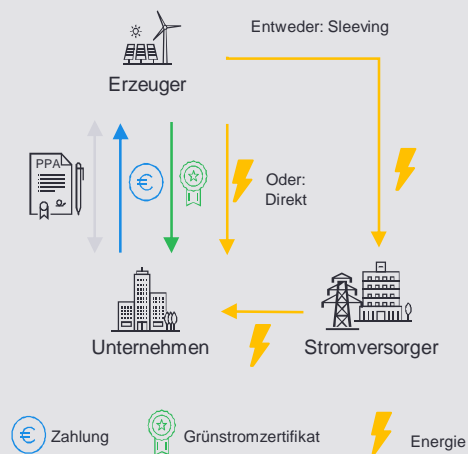 Entweder: Sleeving
Erzeuger
PPA
€
Oder:
Direkt
Unternehmen
Stromversorger
€
Zahlung
Grünstromzertifikat
Energie